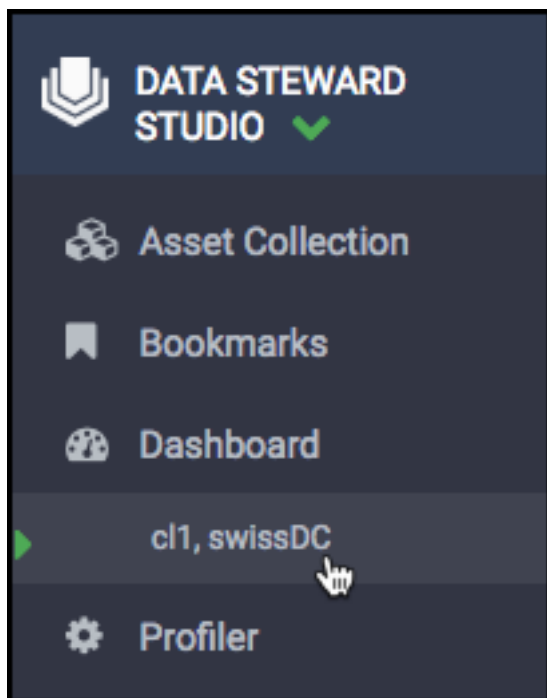 DATA STEWARD
STUDIO
Asset Collection
Bookmarks
Dashboard
cl1, swissDC
Profiler